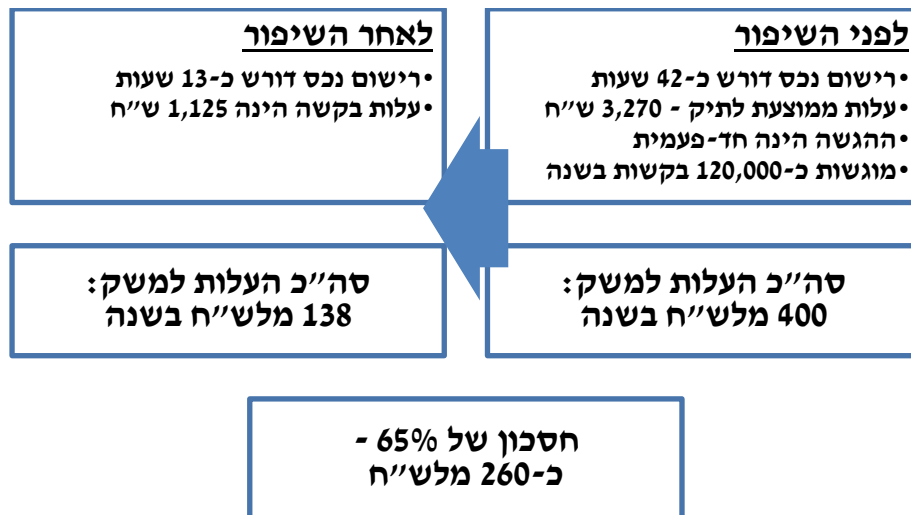 לפני השיפור
•רישום נכס דורש כ-42 שעות
•עלות ממוצעת לתיק - 3,270 ש״ח
•ההגשה הינה חד-פעמית
•מוגשות כ-120,000 בקשות בשנה
לאחר השיפור
•רישום נכס דורש כ-13 שעות
•עלות בקשה הינה 1,125 ש״ח
סה״כ העלות למשק:
400 מלש״ח בשנה
סה״כ העלות למשק:
138 מלש״ח בשנה
חסכון של 65% -
כ-260 מלש״ח